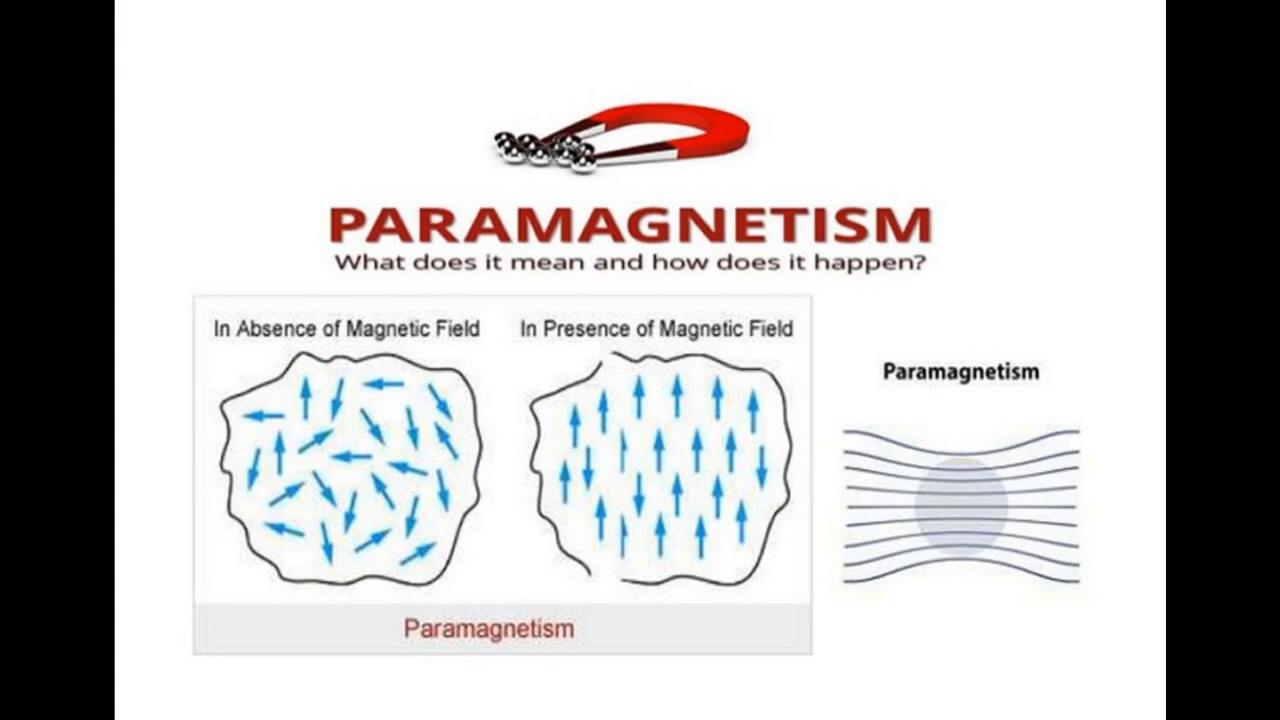 PARAMAGNETISM
What does it mean and how does it happen?
In Absence of Magnetic Field
In Presence of Magnetic Field
Paramagnetism
Paramagnetism